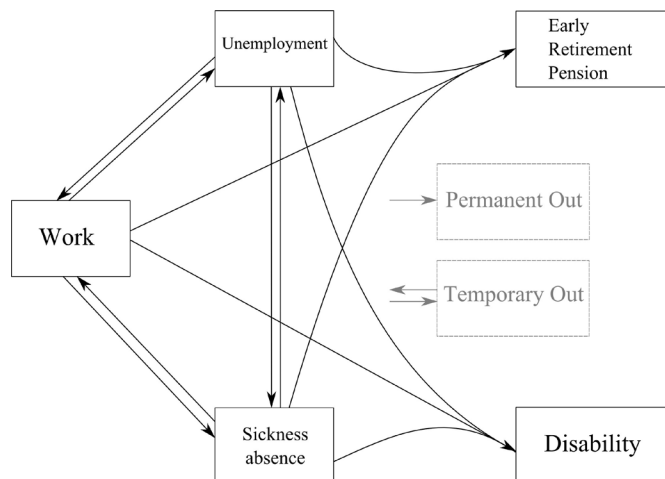 Unemployment
Early
Retirement
Pension
Permanent Out
Work
Temporary Out
Sickness
absence
Disability